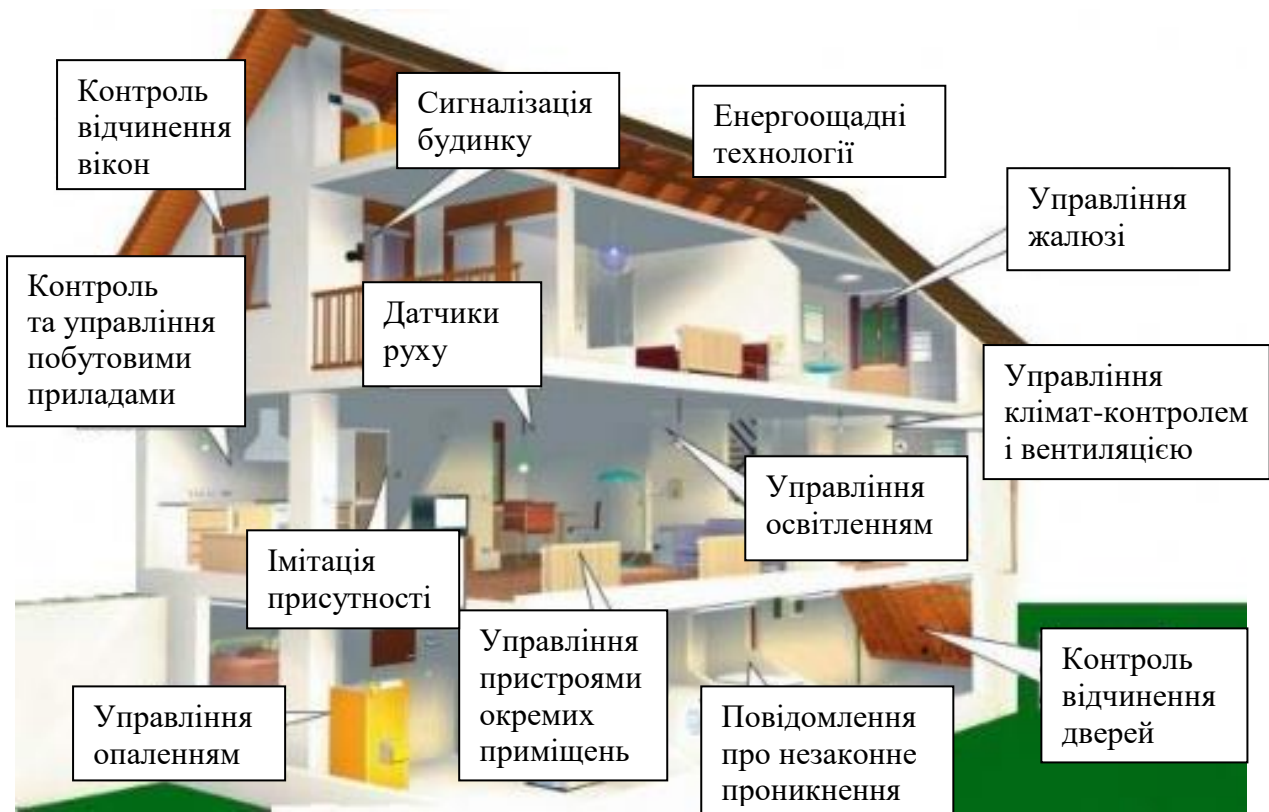 Контроль
відчинення
вікон
Сигналізація
будинку
Енергоощадні
технології
Управління
жалюзі
Контроль
та управління
побутовими
приладами
Датчики
руху
Управління
клімат-контролем
і вентиляцією
Управління
освітленням
Імітація
присутності
Управління
пристроями
окремих
приміщень
Контроль
відчинення
дверей
Управління
опаленням
Повідомлення
про незаконне
проникнення